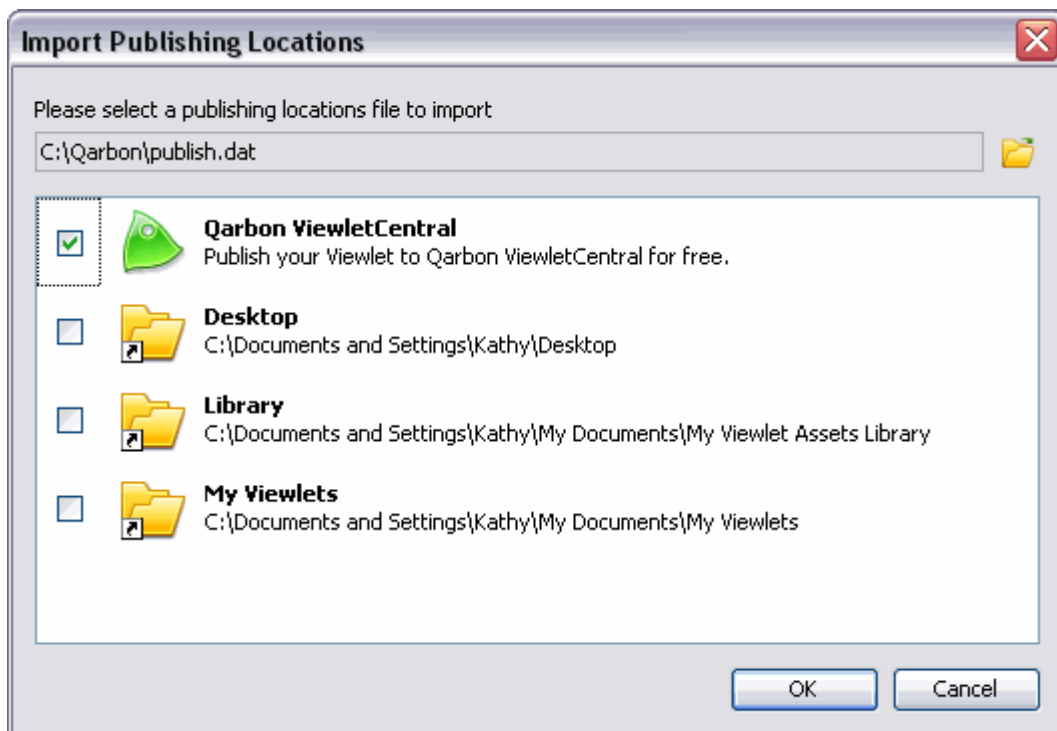 Import Publishing Locations
Please select a publishing locations file to import
C:\Qarbon\publish.dat
Qarbon ViewletCentral
Publish your Viewlet to Qarbon ViewletCentral for free.
Desktop
C:\Documents and Settings\Kathy\Desktop
Library
C:\Documents and Settings\Kathy\My Documents\My Viewlet Assets Library
My Viewlets
C:\Documents and Settings\Kathy\My Documents\My Viewlets
OK Cancel